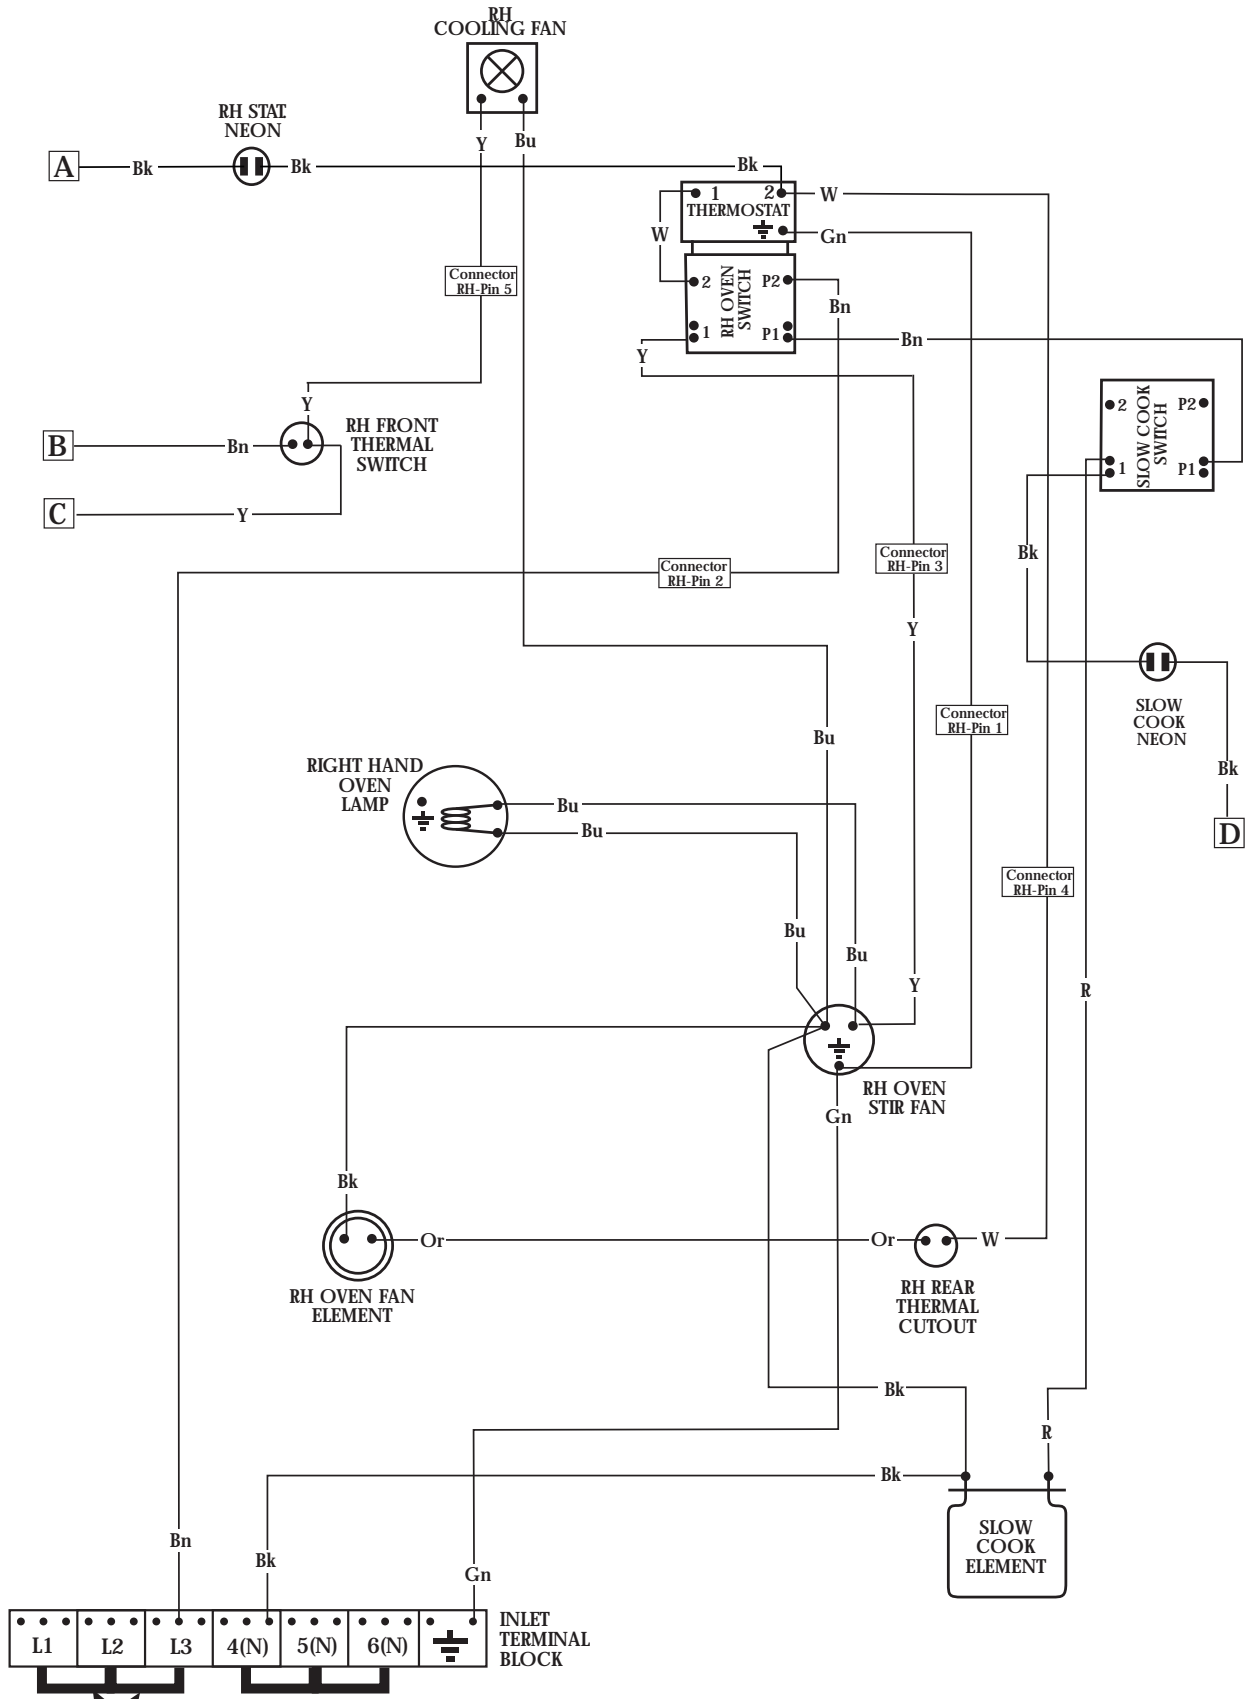 RH
COOLING FAN
RH STAT.
NEON
Y
Bu
A
Bk
Bk
Bk
1
2
W
THERMOSTAT
W
Gn
Connector
RH-Pin 5
2
RH OVEN
SWITCH
P2
Bn
1
P1
Bn
Y
Y
RH FRONT
THERMAL
SWITCH
B
Bn
2
SLOW COOK
SWITCH
P2
1
P1
C
Y
Bk
Connector
RH-Pin 3
Connector
RH-Pin 2
Y
SLOW
COOK
NEON
Connector
RH-Pin 1
Bu
Bk
RIGHT HAND
OVEN
LAMP
Bu
Bu
D
Connector
RH-Pin 4
Bu
Bu
Y
R
RH OVEN
STIR FAN
Gn
Bk
Or
Or
W
RH OVEN FAN
ELEMENT
RH REAR
THERMAL
CUTOUT
Bk
R
Bk
SLOW
COOK
ELEMENT
Bn
Bk
Gn
L1
L2
L3
4(N)
5(N)
6(N)
INLET
TERMINAL
BLOCK